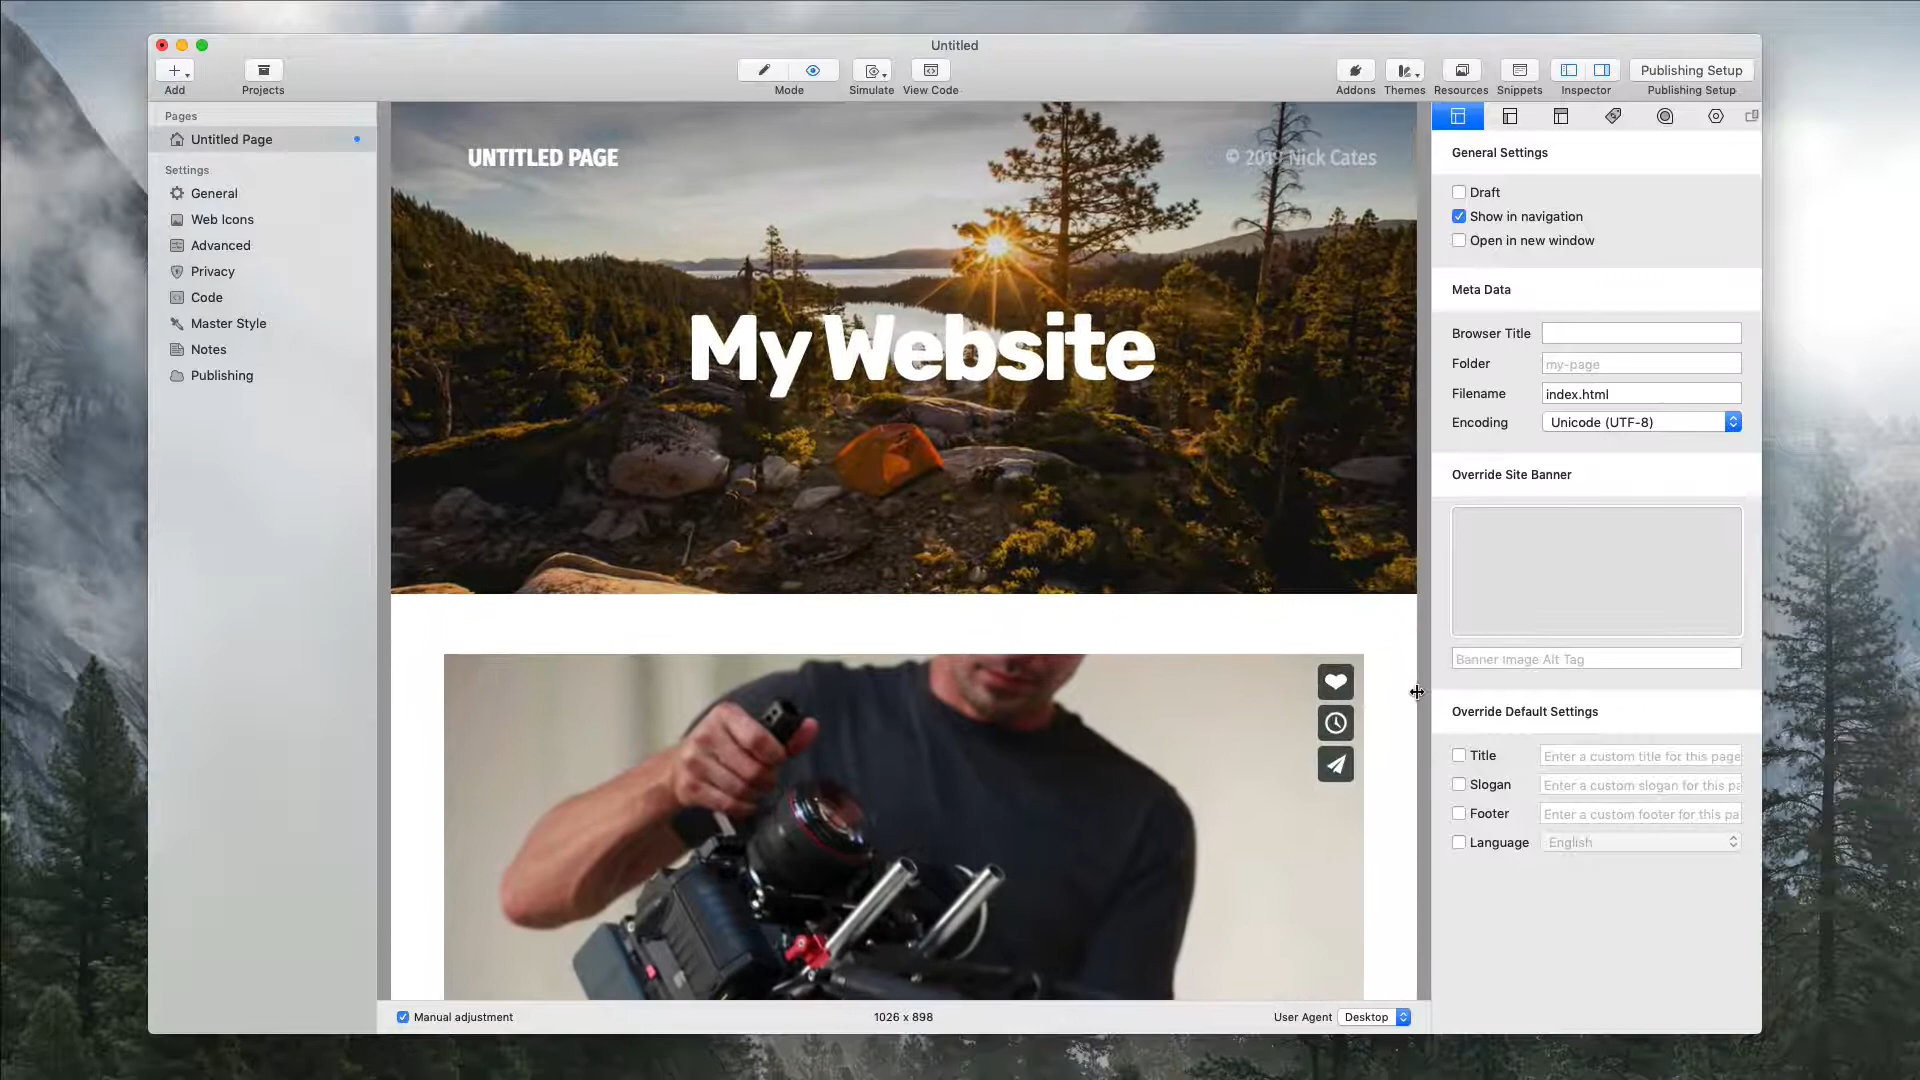 Untitled
Add
Projects
Mode
Simulate
View Code
Addons
Themes
Resources
Snippets
Inspector
Publishing Setup
Publishing Setup
Pages
Untitled Page
Settings
General
Web Icons
Advanced
Privacy
Code
Master Style
Notes
Publishing
UNTITLED PAGE
© 2019 Nick Cates
My Website
Manual adjustment
1026 x 898
User Agent
Desktop
General Settings
Draft
Show in navigation
Open in new window
Meta Data
Browser Title
Folder my-page
Filename index.html
Encoding Unicode (UTF-8)
Override Site Banner
Banner Image Alt Tag
Override Default Settings
Title Enter a custom title for this page
Slogan Enter a custom slogan for this pa
Footer Enter a custom footer for this pa
Language English